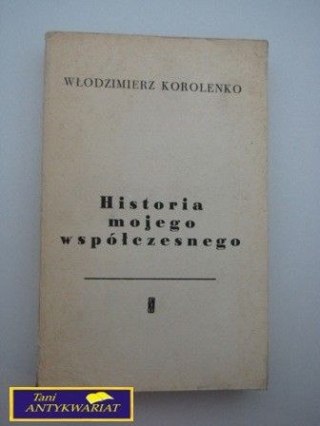 WŁODZIMIERZ KOROLENKO
Historia
mojego
współczesnego
Tani
ANTYKWARIAT